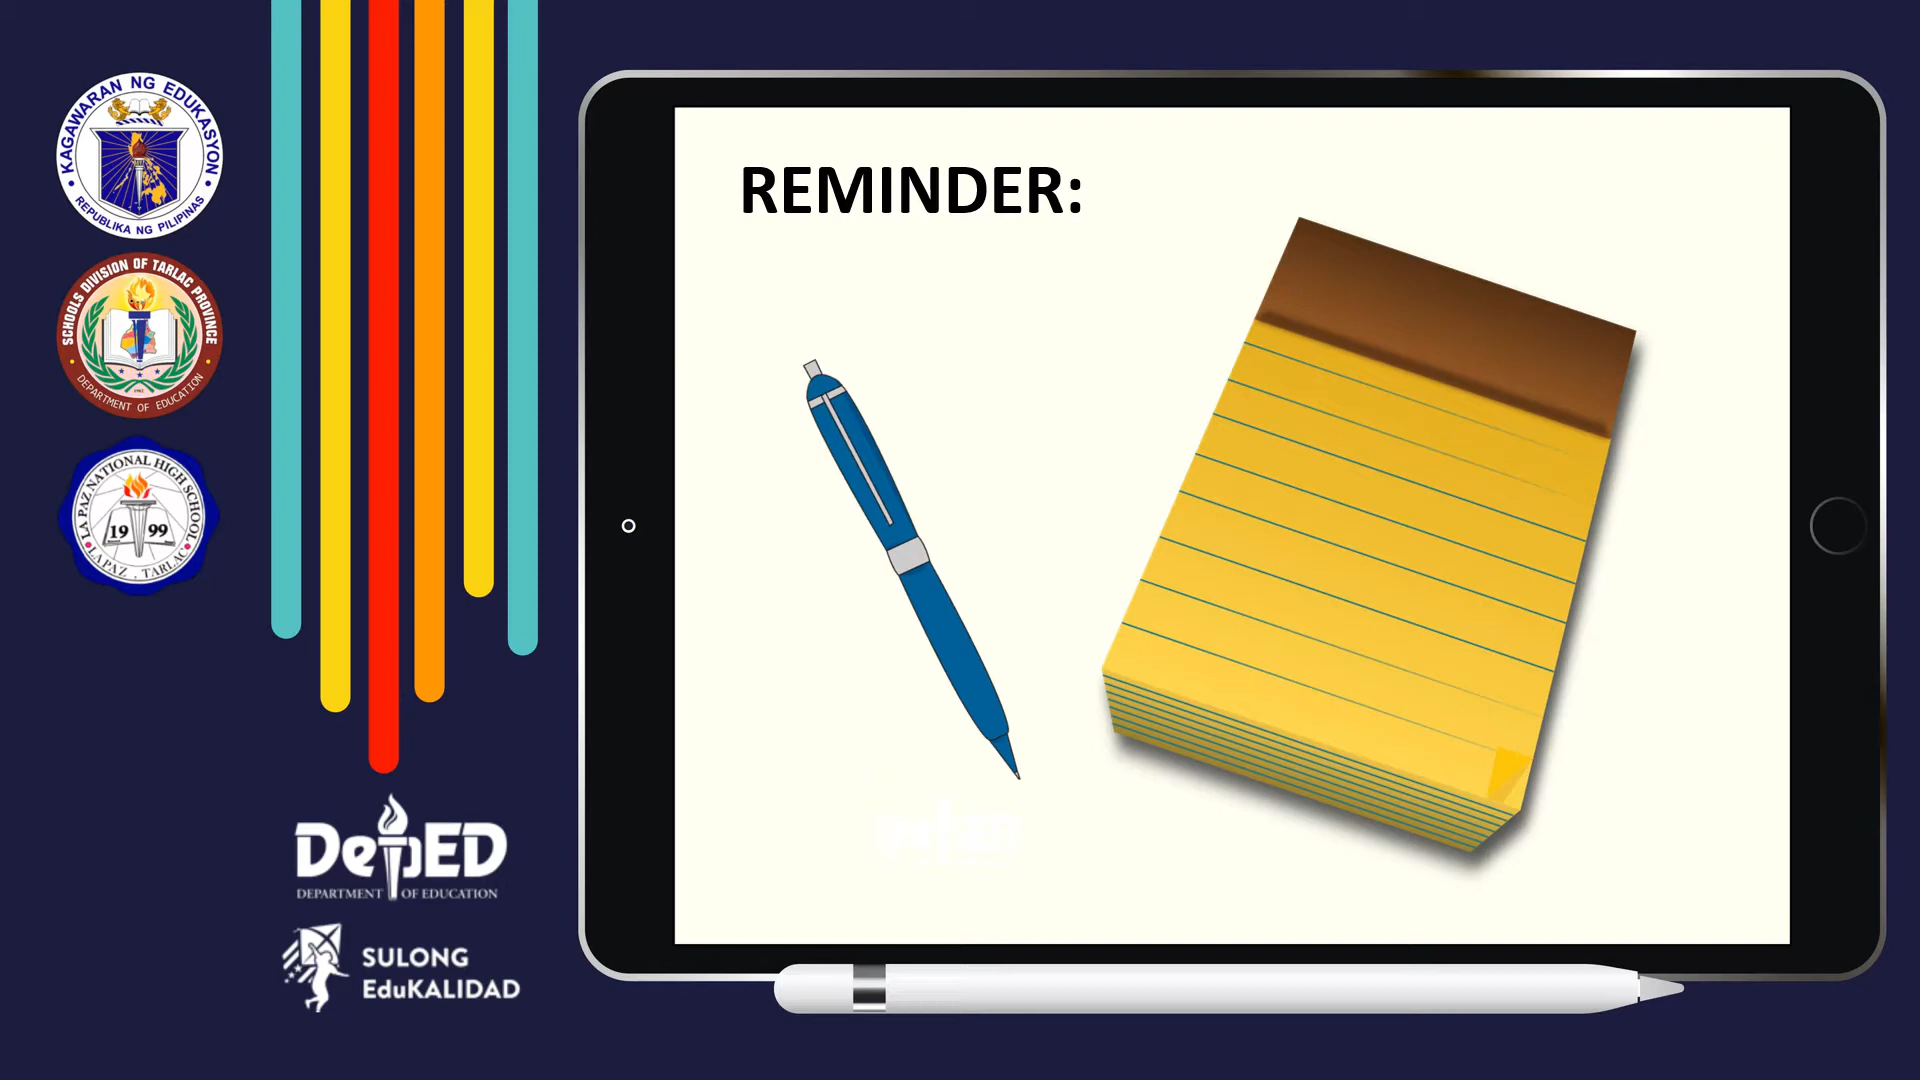 KAGAWARAN NG EDUKASYON
REPUBLIKA NG PILIPINAS
SCHOOLS DIVISION OF TARLAC PROVINCE
DEPARTMENT OF EDUCATION
LA PAZ NATIONAL HIGH SCHOOL
19 99
LA PAZ, TARLAC
DepED
DEPARTMENT OF EDUCATION
SULONG
EduKALIDAD
REMINDER: